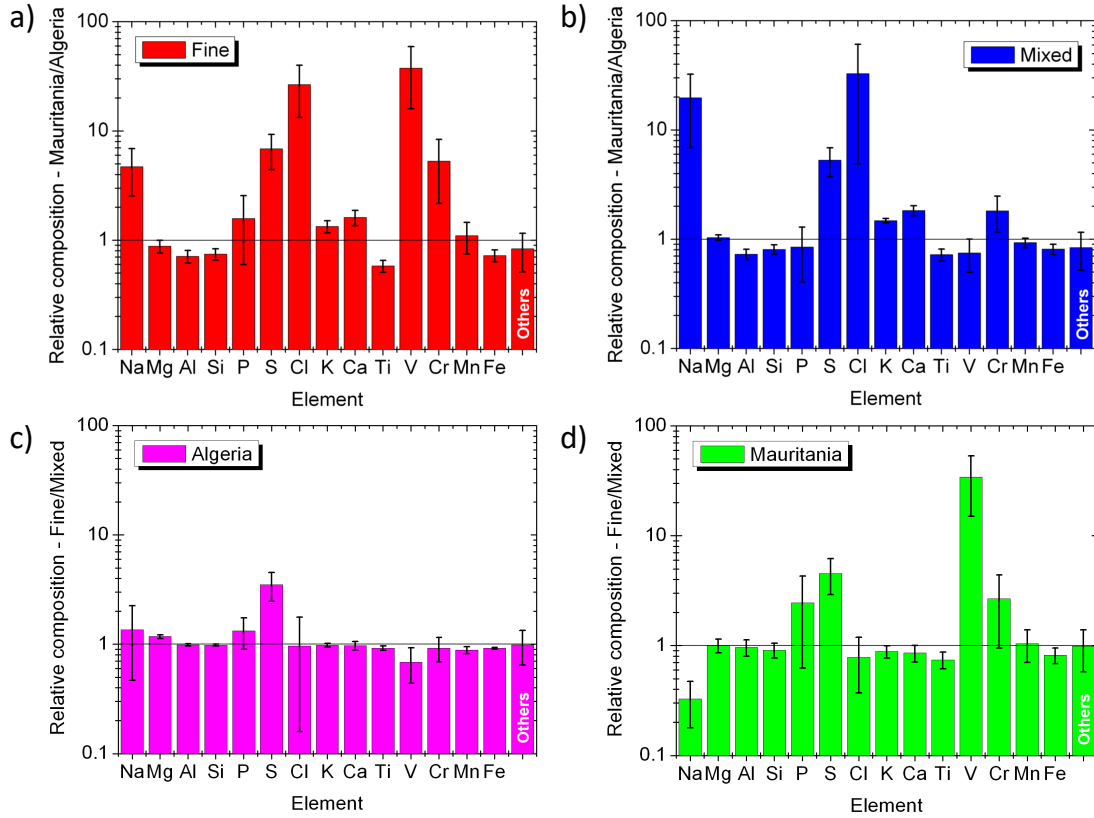 a)
Fine
Relative composition - Mauritania/Algeria
100
10
1
0.1
Others
Na Mg Al Si P S Cl K Ca Ti V Cr Mn Fe
Element
b)
Mixed
Relative composition - Mauritania/Algeria
100
10
1
0.1
Others
Na Mg Al Si P S Cl K Ca Ti V Cr Mn Fe
Element
c)
Algeria
Relative composition - Fine/Mixed
100
10
1
0.1
Others
Na Mg Al Si P S Cl K Ca Ti V Cr Mn Fe
Element
d)
Mauritania
Relative composition - Fine/Mixed
100
10
1
0.1
Others
Na Mg Al Si P S Cl K Ca Ti V Cr Mn Fe
Element